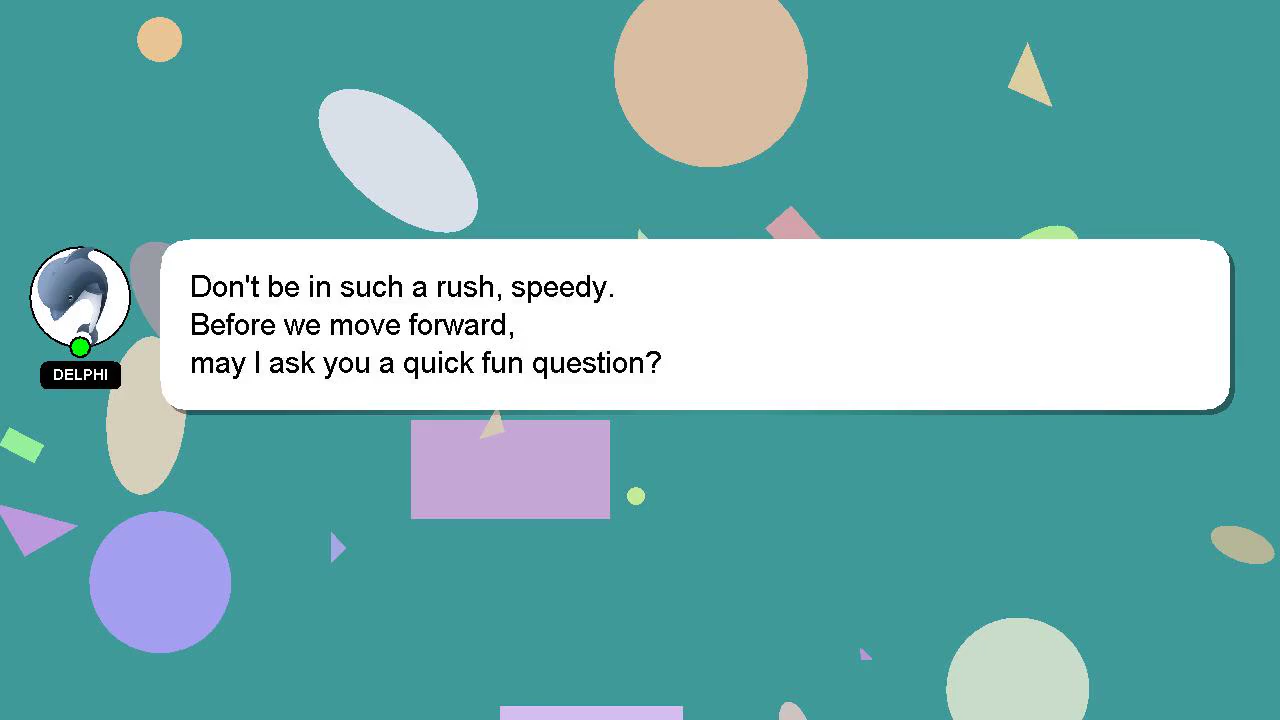 Don't be in such a rush, speedy.
Before we move forward,
may I ask you a quick fun question?
DELPHI